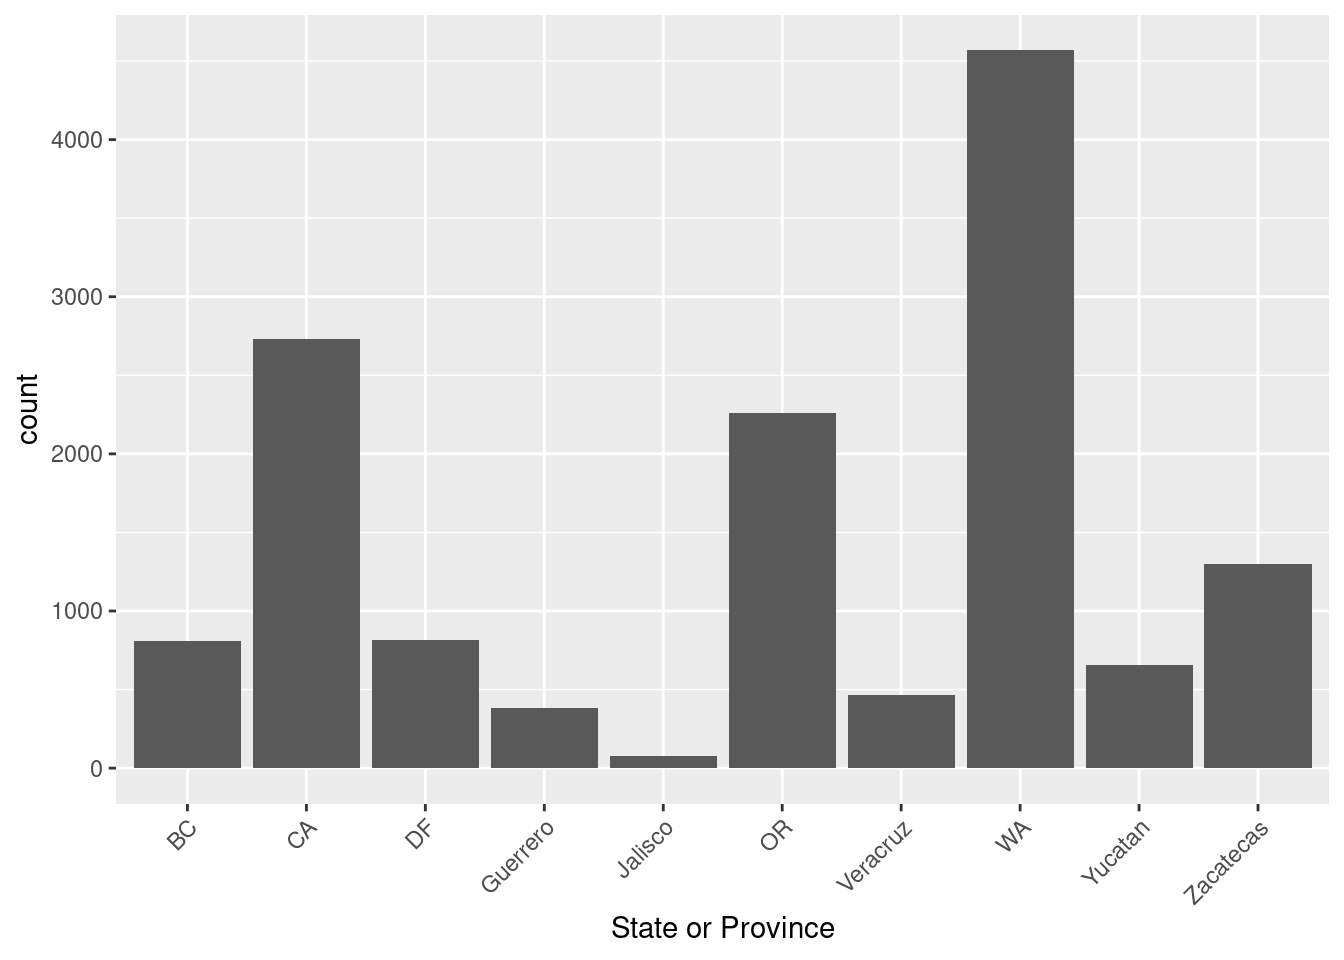 4000
3000
2000
1000
0
count
BC
CA
DF
Guerrero
Jalisco
OR
Veracruz
WA
Yucatan
Zacatecas
State or Province